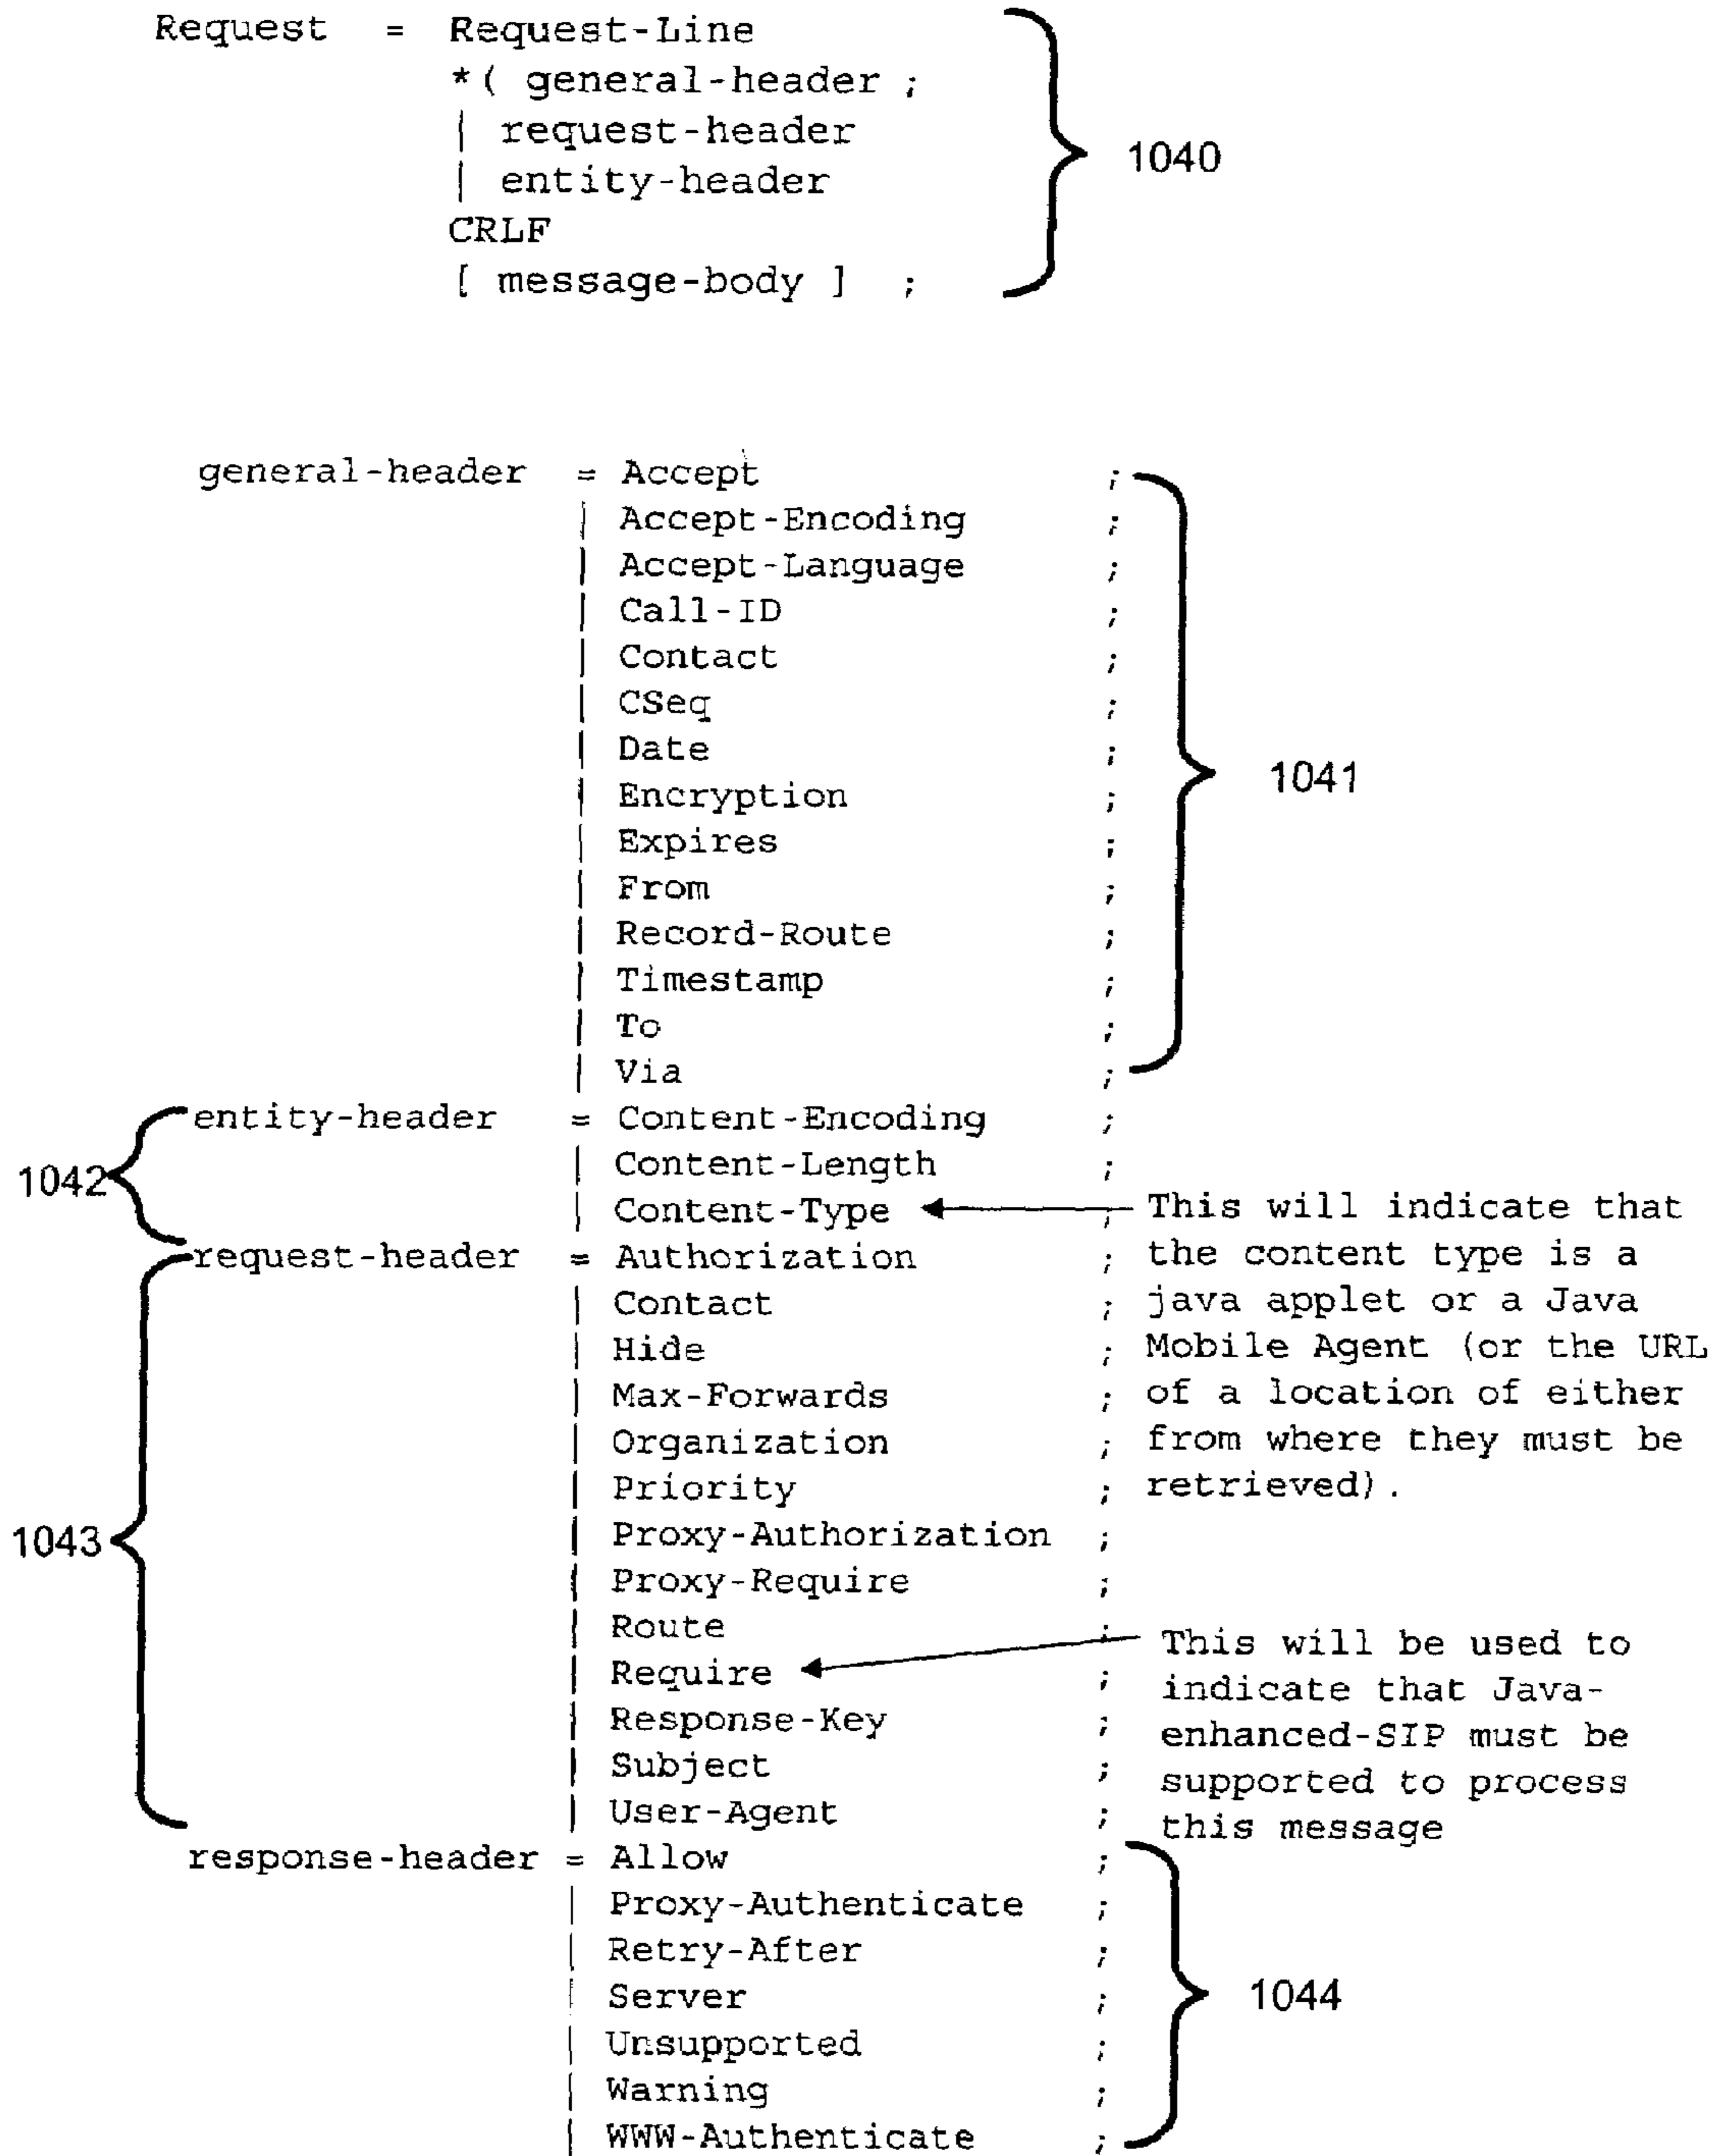 Request = Request-Line
*( general-header ;
| request-header
| entity-header
1040
CRLF
[ message-body ] ;
general-header = Accept ;
| Accept-Encoding ;
| Accept-Language ;
| Call-ID ;
| Contact ;
| CSeq ;
| Date ;
1041
| Encryption ;
| Expires ;
| From ;
| Record-Route ;
| Timestamp ;
| To ;
| Via ;
1042
entity-header = Content-Encoding ;
| Content-Length ;
| Content-Type ;
This will indicate that
the content type is a
java applet or a Java
Mobile Agent (or the URL
of a location of either
from where they must be
retrieved).
1043
request-header = Authorization ;
| Contact ;
| Hide ;
| Max-Forwards ;
| Organization ;
| Priority ;
| Proxy-Authorization ;
| Proxy-Require ;
| Route ;
| Require ;
This will be used to
indicate that Java-
enhanced-SIP must be
supported to process
this message
| Response-Key ;
| Subject ;
| User-Agent ;
response-header = Allow ;
| Proxy-Authenticate ;
| Retry-After ;
| Server ;
1044
| Unsupported ;
| Warning ;
| WWW-Authenticate ;